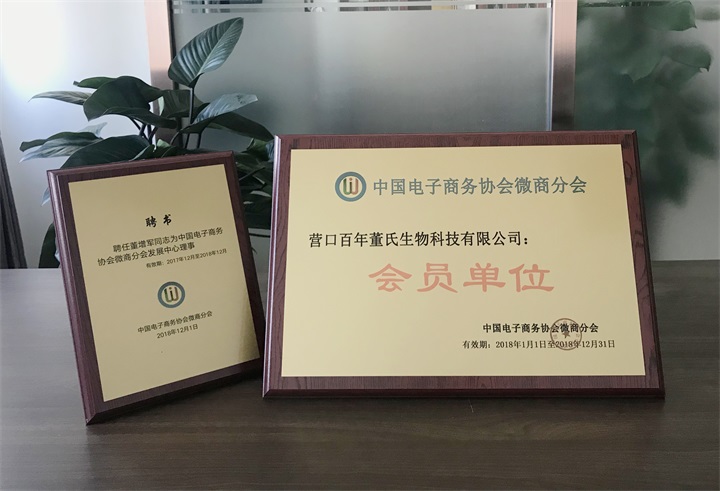 聘书
聘任董增军同志为中国电子商务
协会微商分会发展中心理事
有效期：2017年12月至2018年12月
中国电子商务协会微商分会
2018年12月1日
中国电子商务协会微商分会
营口百年董氏生物科技有限公司：
会员单位
中国电子商务协会微商分会
有效期：2018年1月1日至2018年12月31日